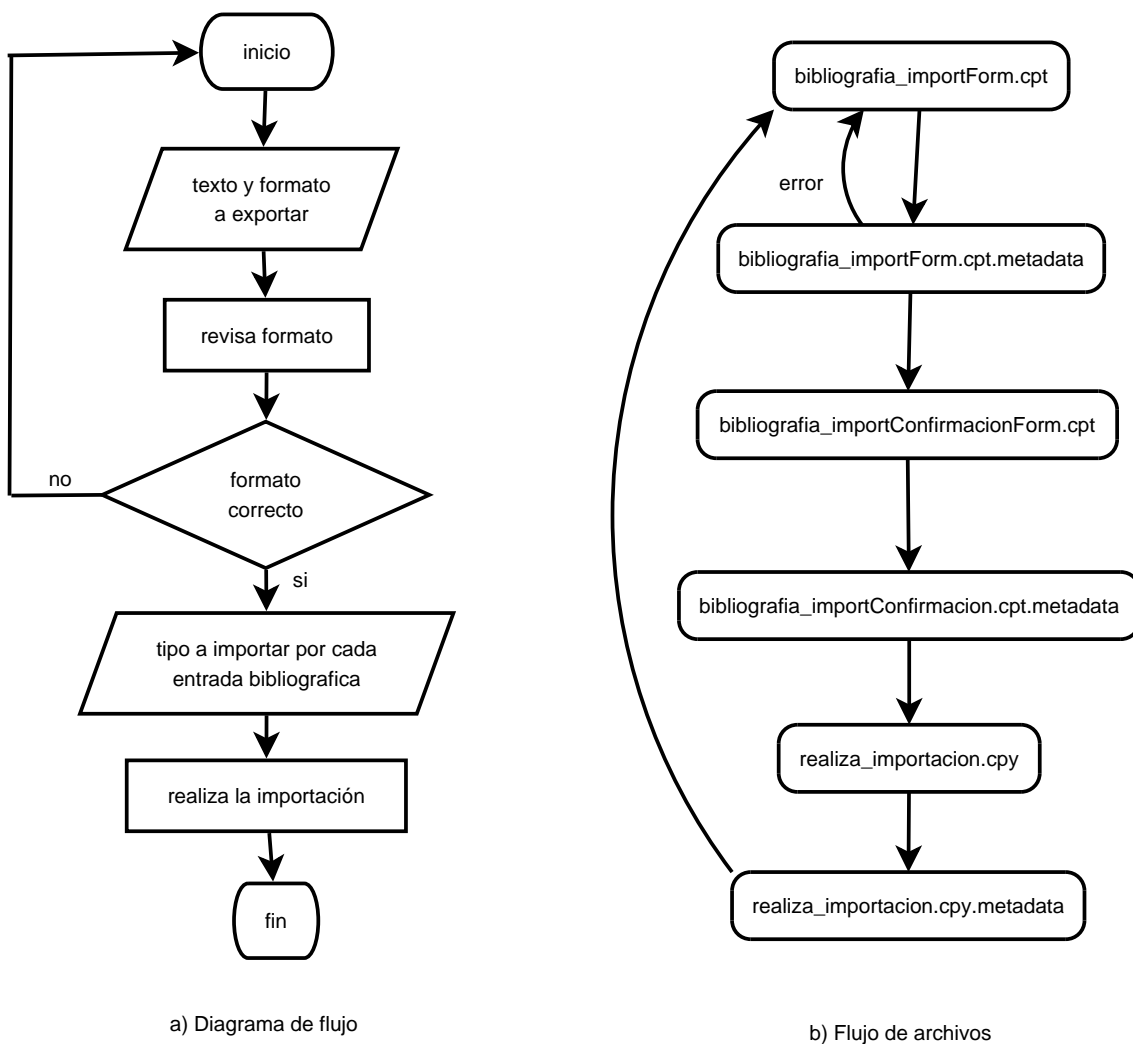 inicio
texto y formato
a exportar
revisa formato
formato
correcto
no
si
tipo a importar por cada
entrada bibliografica
realiza la importación
fin
a) Diagrama de flujo
bibliografia_importForm.cpt
error
bibliografia_importForm.cpt.metadata
bibliografia_importConfirmacionForm.cpt
bibliografia_importConfirmacion.cpt.metadata
realiza_importacion.cpy
realiza_importacion.cpy.metadata
b) Flujo de archivos